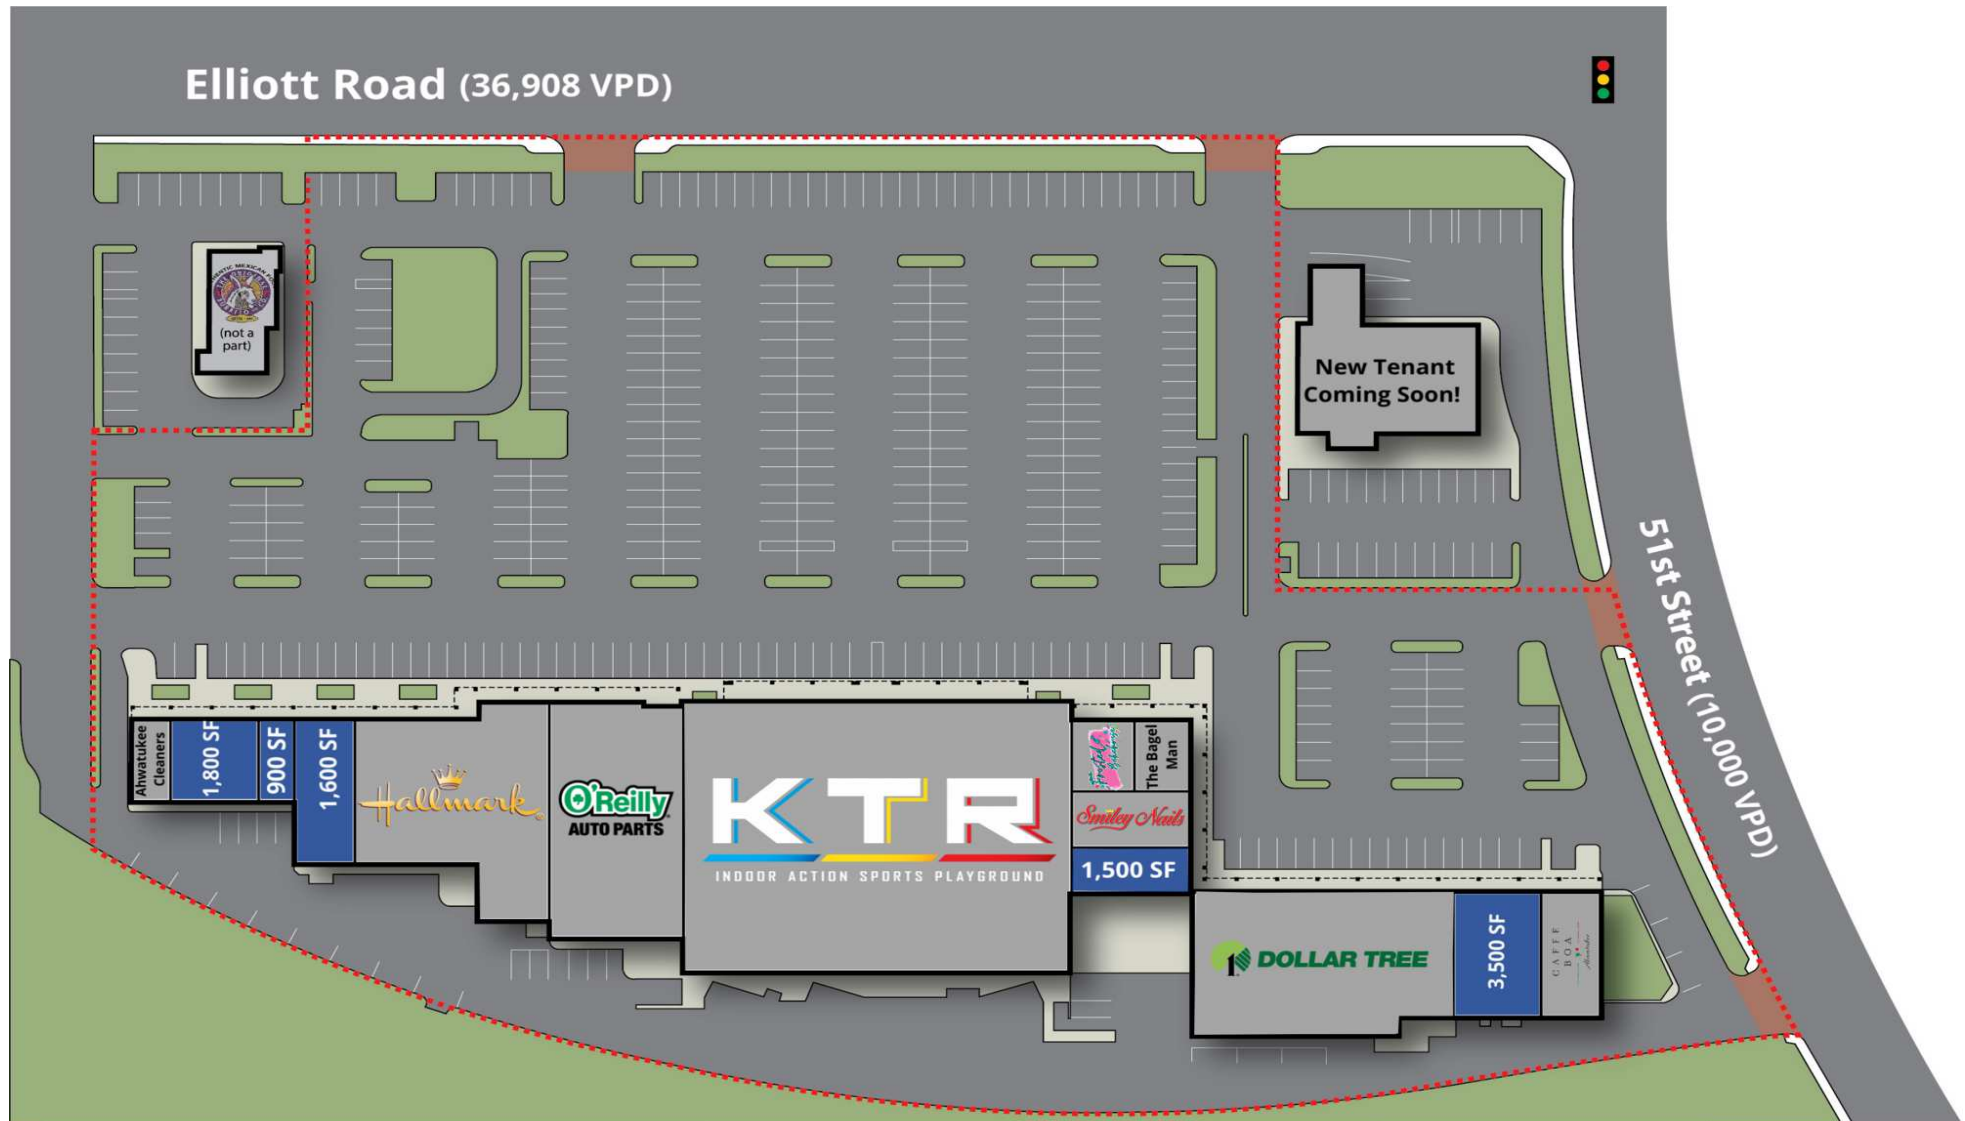 Elliott Road (36,908 VPD)
(not a
part)
New Tenant
Coming Soon!
51st Street (10,000 VPD)
Ahwatukee
Cleaners
1,800 SF
900 SF
1,600 SF
Hallmark
O'Reilly
AUTO PARTS
KTR
INDOOR ACTION SPORTS PLAYGROUND
The Bagel
Man
Smiley Nails
1,500 SF
DOLLAR TREE
3,500 SF
CAFFE
BOA